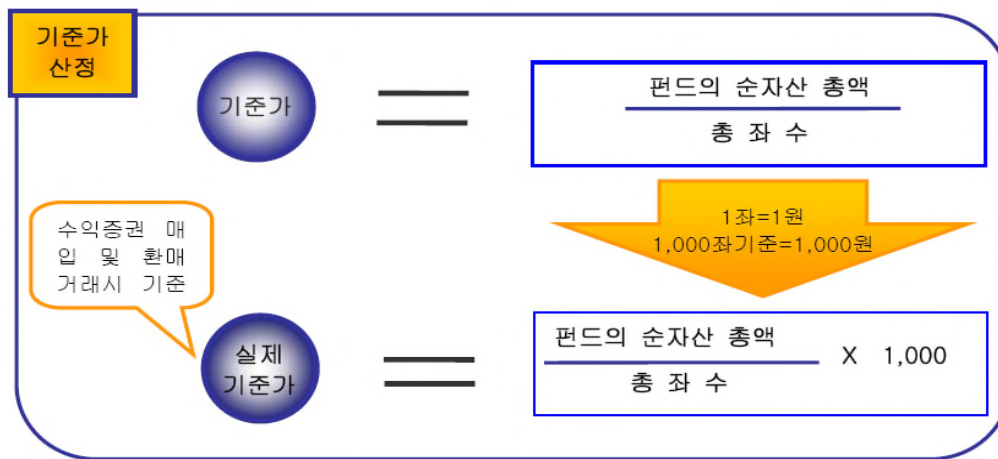 기준가
산정
기준가
펀드의 순자산 총액
총 좌 수
1좌=1원
1,000좌기준=1,000원
수익증권 매
입 및 환매
거래시 기준
실제
기준가
펀드의 순자산 총액
총 좌 수
X 1,000